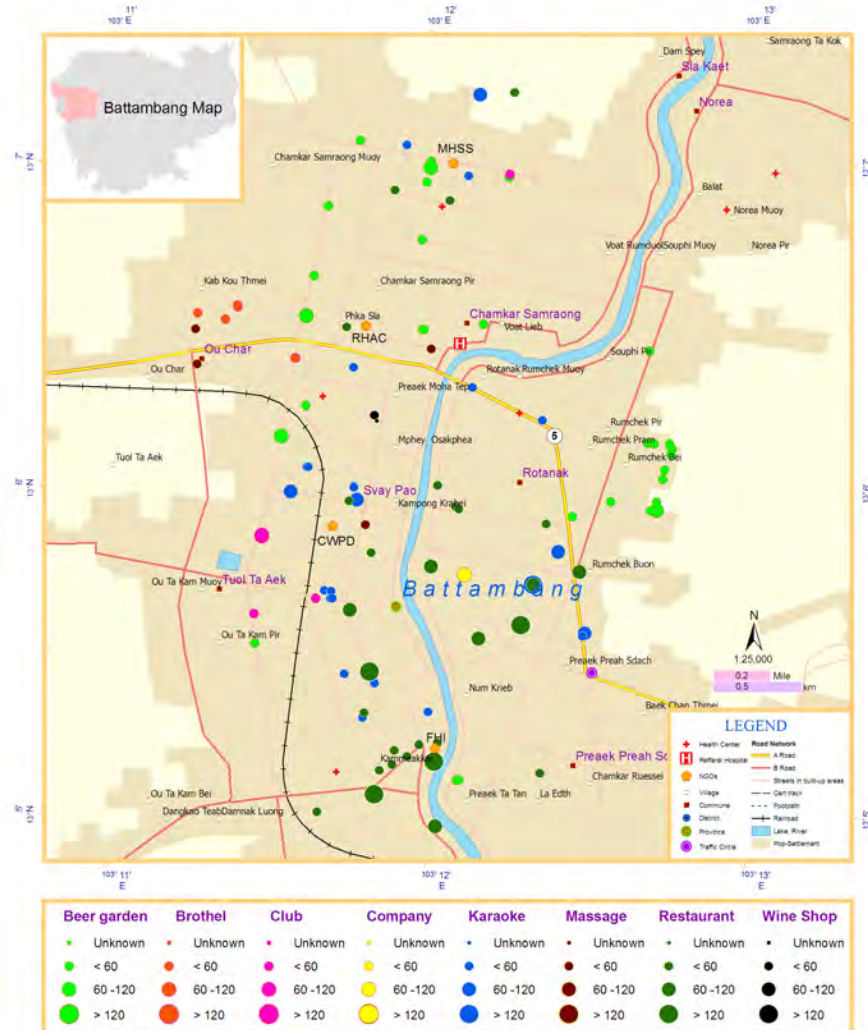 103° E
11'
103° E
12'
103° E
13'
Battambang Map
Dam Spey
Samraong Ta Kok
Sla Kaet
Norea
7'
13°N
13°N
7'
Chamkar Samraong Muoy
MHSS
Balat
Norea Muoy
Voat Rumduol
Souphi Muoy
Norea Pir
Kab Kou Thmei
Chamkar Samraong Pir
Phka Sla
Chamkar Samraong
RHAC
Voat Lieb
H
Ou Char
Souphi Pir
Ou Char
Rotanak
Rumchek Muoy
Preaek Moha Tep
Rumchek Pir
5
Mphey Osakphea
Rumchek Pram
Tuol Ta Aek
Rumchek Bei
Rotanak
6'
13°N
13°N
6'
Svay Pao
Kampong Krabei
CWPD
Rumchek Buon
Ou Ta Kam Muoy
Tuol Ta Aek
Battambang
N
Ou Ta Kam Pir
1:25,000
Preaek Preah Sdach
0.2
Mile
0.5
km
Num Krieb
Baek Chan Thmei
FHI
Preaek Preah Sd
Chamkar Ruessei
Ou Ta Kam Bei
Preaek Ta Tan
La Edth
Dangkao Teab
Damnak Luong
5'
13°N
13°N
5'
LEGEND
Health Center
Refferal Hospital
NGOs
Village
Commune
District
Province
Traffic Circle
Road Network
A Road
B Road
Streets in built-up areas
Cart track
Footpath
Railroad
Lake, River
Pop-Settlement
103° 11'
E
103° 12'
E
103° 13'
E
Beer garden Brothel Club Company Karaoke Massage Restaurant Wine Shop
Unknown Unknown Unknown Unknown Unknown Unknown Unknown Unknown
< 60 < 60 < 60 < 60 < 60 < 60 < 60 < 60
60 -120 60 -120 60 -120 60 -120 60 -120 60 -120 60 -120 60 -120
> 120 > 120 > 120 > 120 > 120 > 120 > 120 > 120